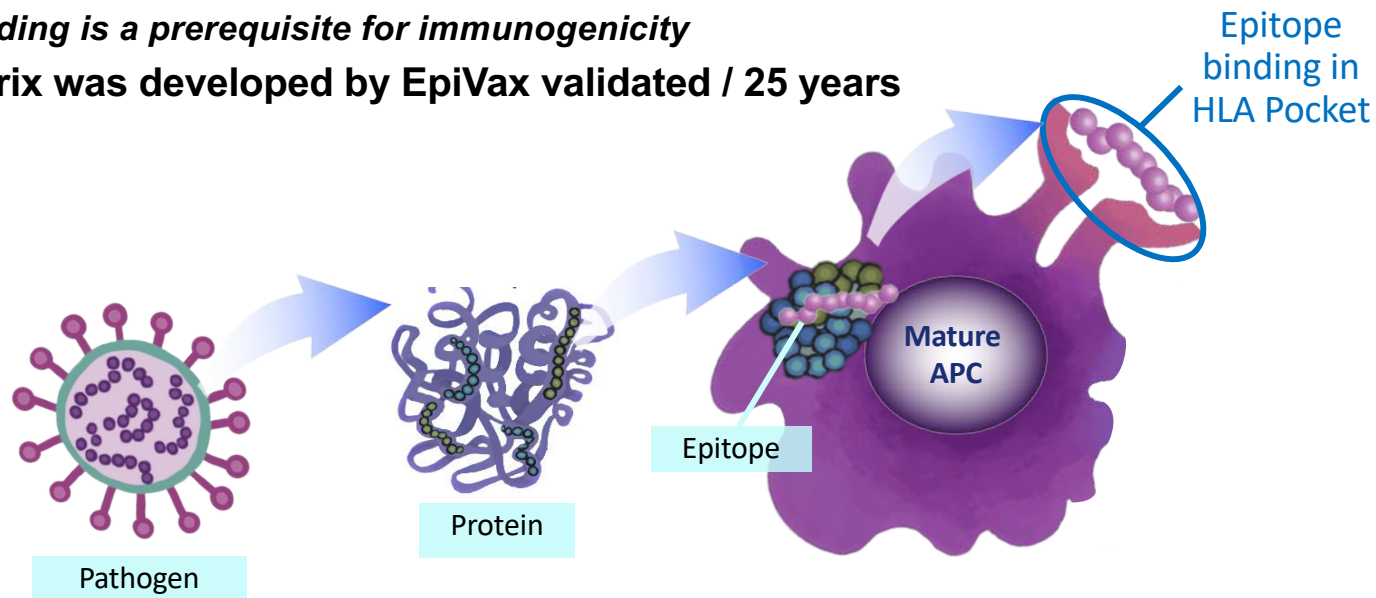 ding is a prerequisite for immunogenicity
rix was developed by EpiVax validated / 25 years
Epitope
binding in
HLA Pocket
Mature
APC
Epitope
Protein
Pathogen